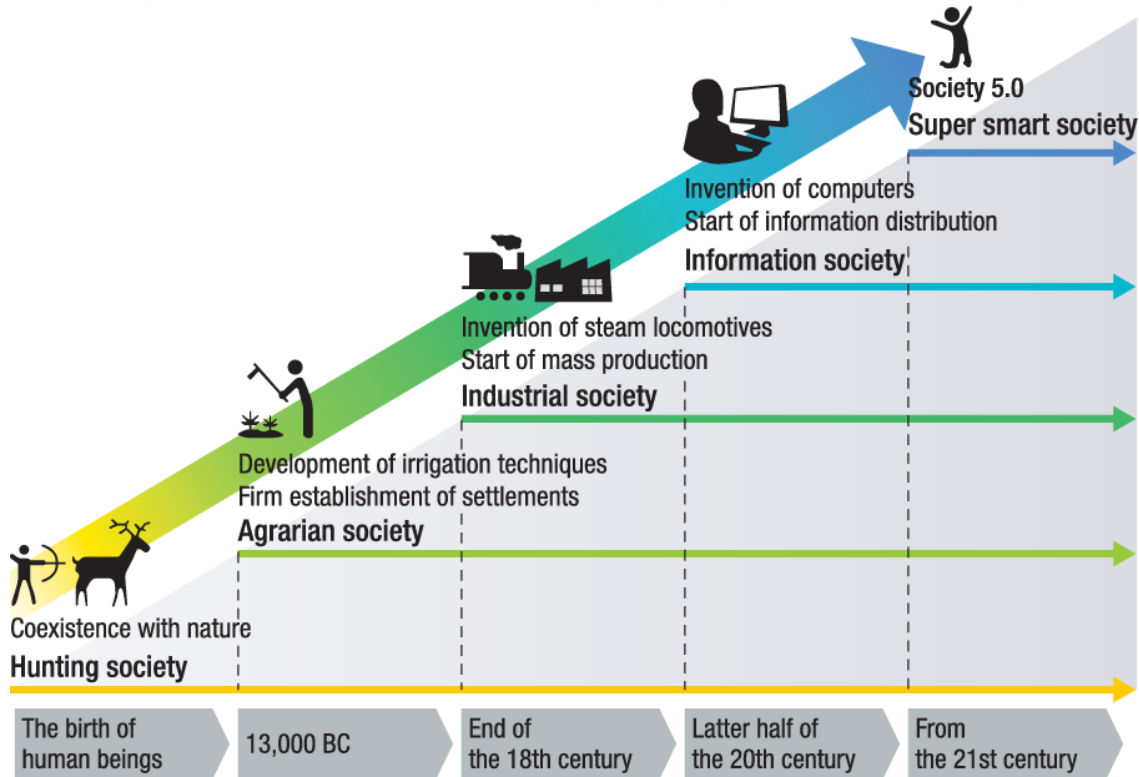 Society 5.0
Super smart society
Invention of computers
Start of information distribution
Information society
Invention of steam locomotives
Start of mass production
Industrial society
Development of irrigation techniques
Firm establishment of settlements
Agrarian society
Coexistence with nature
Hunting society
The birth of
human beings
13,000 BC
End of
the 18th century
Latter half of
the 20th century
From
the 21st century